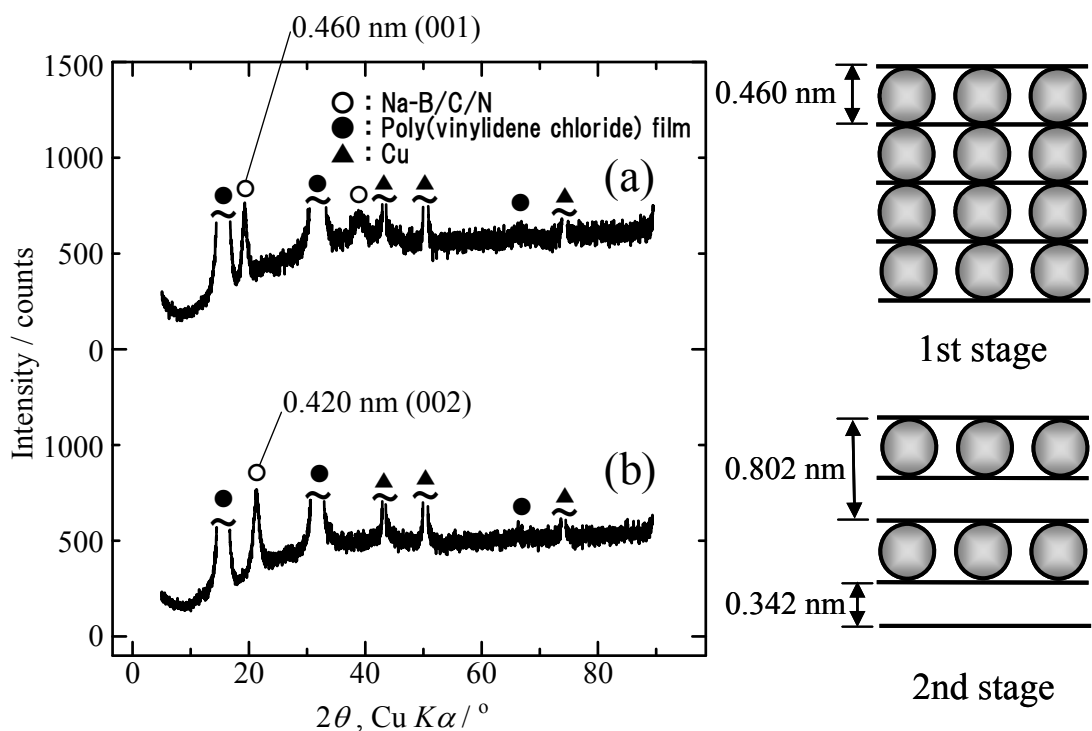 0.460 nm (001)
1500
1000
500
0
○ : Na-B/C/N
● : Poly(vinylidene chloride) film
▲ : Cu
(a)
0.420 nm (002)
1000
500
0
(b)
Intensity / counts
0 20 40 60 80
2θ , Cu Kα / °
0.460 nm
1st stage
0.802 nm
0.342 nm
2nd stage